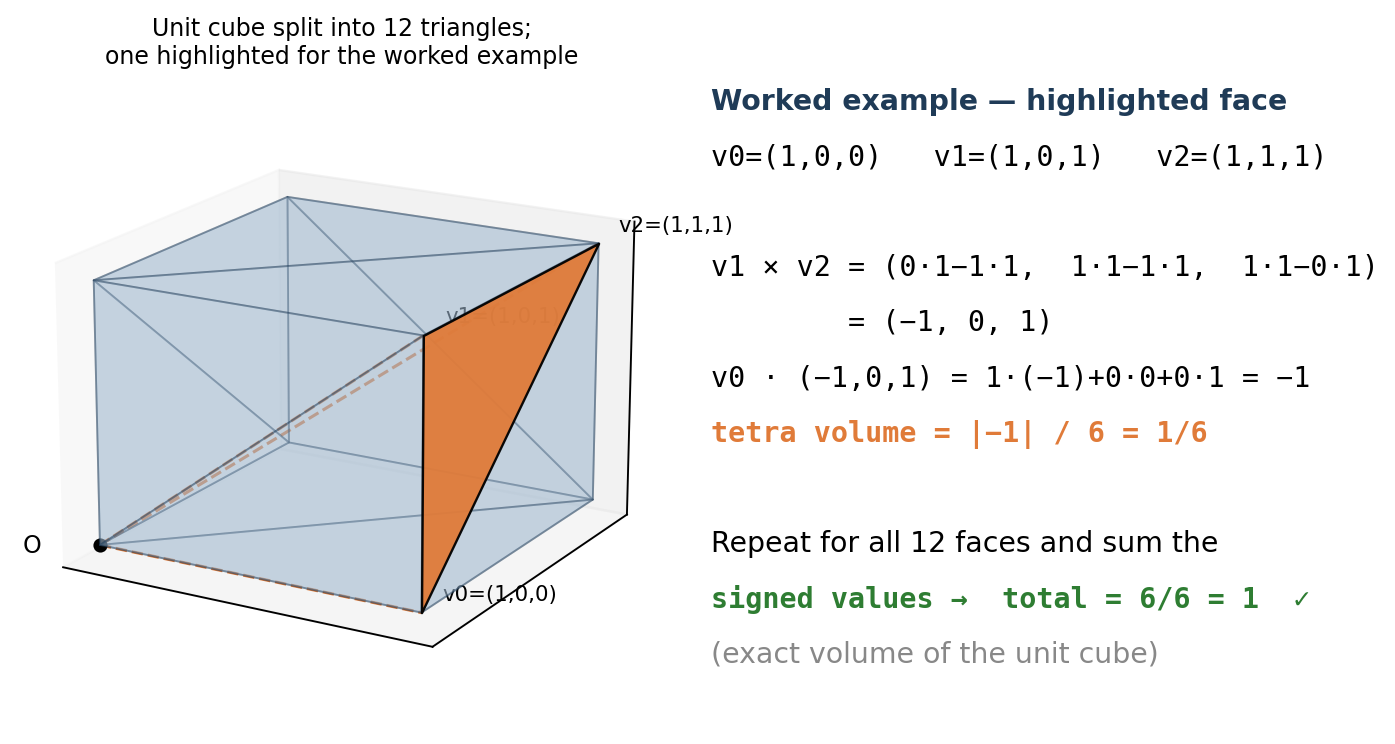 Unit cube split into 12 triangles;
one highlighted for the worked example
v2=(1,1,1)
v1=(1,0,1)
O
v0=(1,0,0)
Worked example — highlighted face
v0=(1,0,0)   v1=(1,0,1)   v2=(1,1,1)
v1 × v2 = (0·1−1·1,  1·1−1·1,  1·1−0·1)
= (−1, 0, 1)
v0 · (−1,0,1) = 1·(−1)+0·0+0·1 = −1
tetra volume = |−1| / 6 = 1/6
Repeat for all 12 faces and sum the
signed values →  total = 6/6 = 1  ✓
(exact volume of the unit cube)